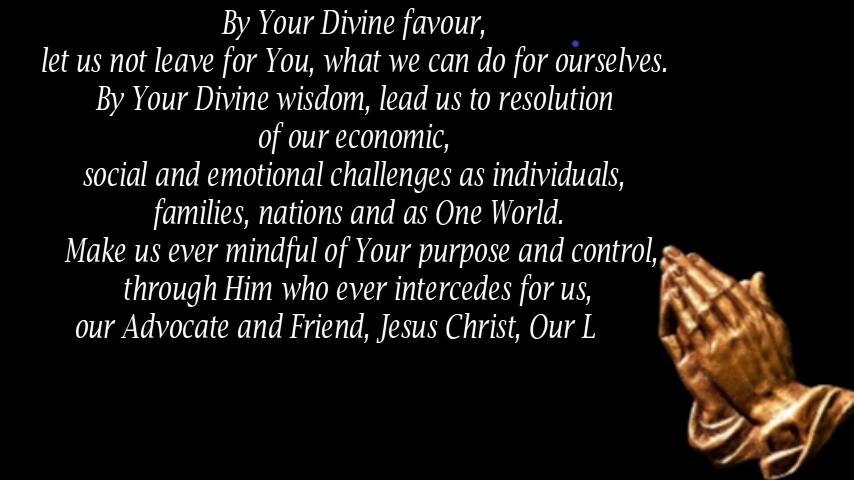 By Your Divine favour,
let us not leave for You, what we can do for ourselves.
By Your Divine wisdom, lead us to resolution
of our economic,
social and emotional challenges as individuals,
families, nations and as One World.
Make us ever mindful of Your purpose and control,
through Him who ever intercedes for us,
our Advocate and Friend, Jesus Christ, Our L